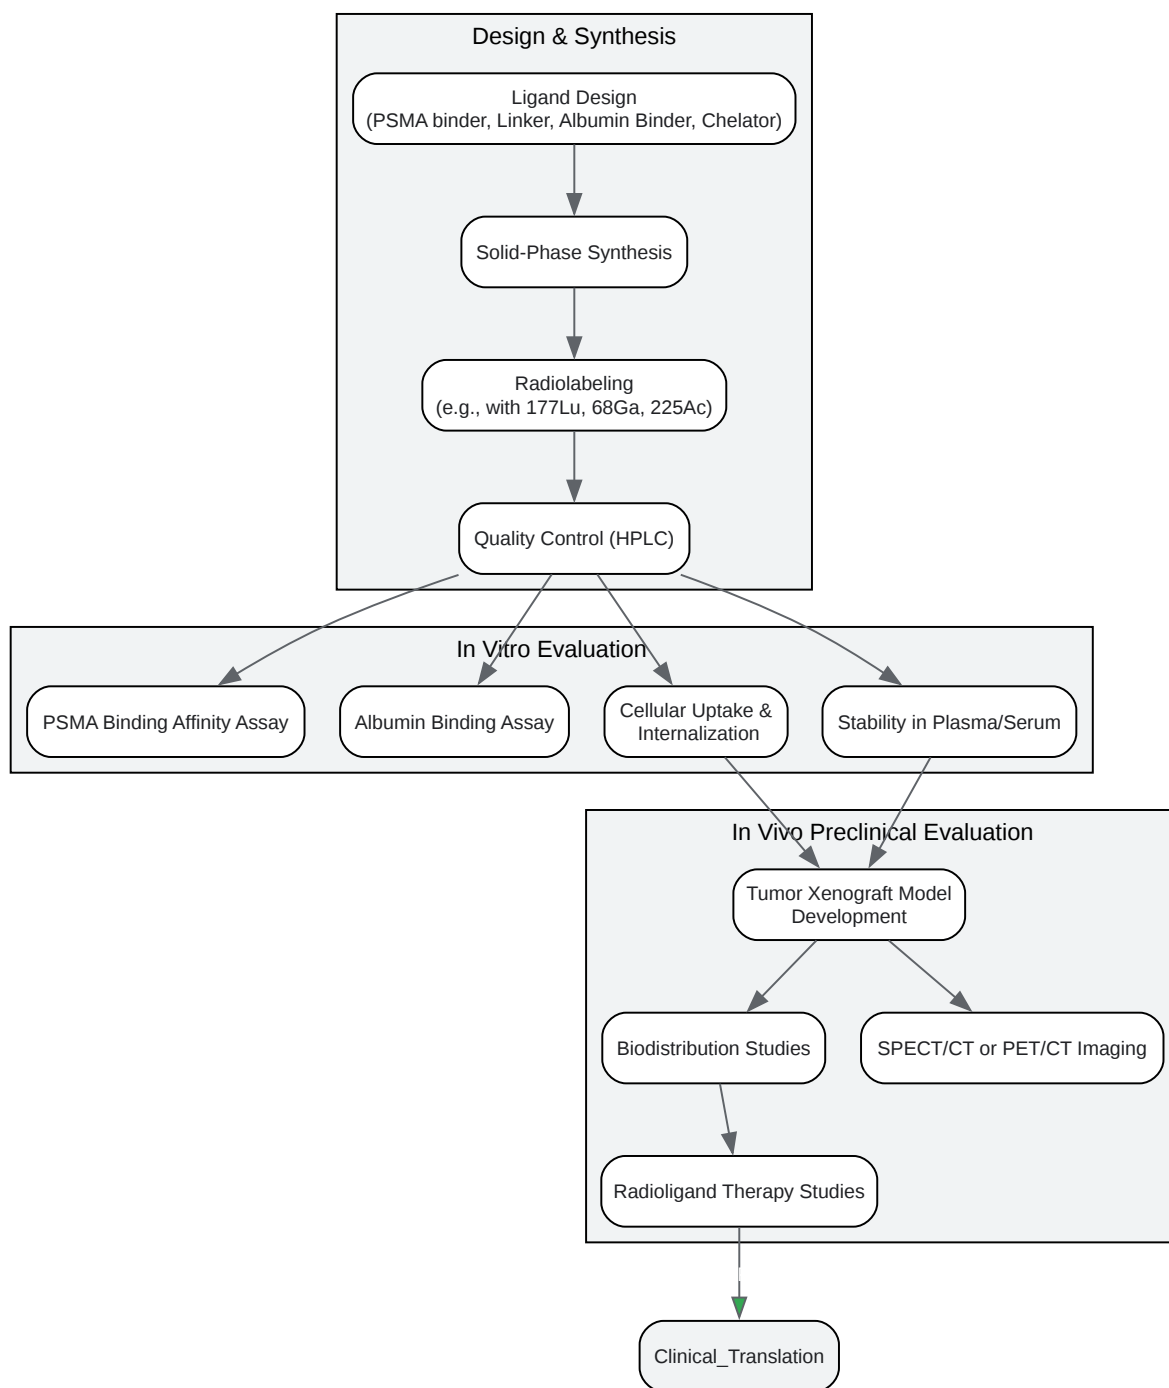 Design & Synthesis
Ligand Design
(PSMA binder, Linker, Albumin Binder, Chelator)
Solid-Phase Synthesis
Radiolabeling
(e.g., with 177Lu, 68Ga, 225Ac)
Quality Control (HPLC)
In Vitro Evaluation
PSMA Binding Affinity Assay
Albumin Binding Assay
Cellular Uptake &
Internalization
Stability in Plasma/Serum
In Vivo Preclinical Evaluation
Tumor Xenograft Model
Development
Biodistribution Studies
SPECT/CT or PET/CT Imaging
Radioligand Therapy Studies
Clinical_Translation